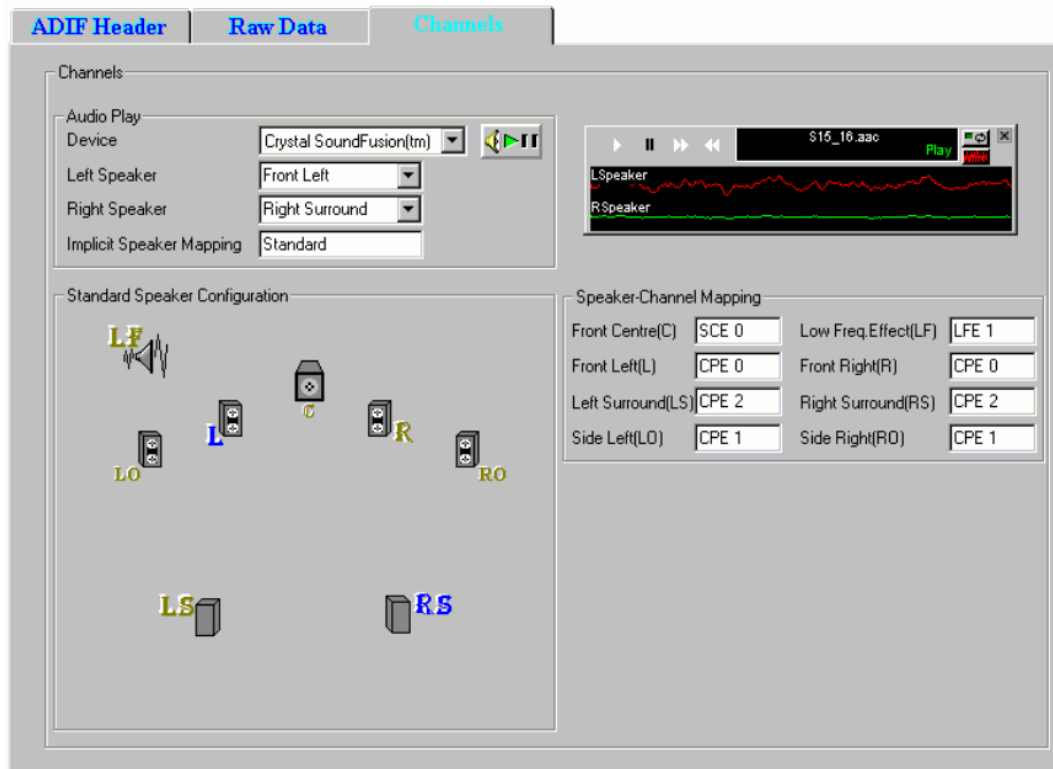 ADIF Header Raw Data Channels
Channels
Audio Play
Device Crystal SoundFusion(tm)
Left Speaker Front Left
Right Speaker Right Surround
Implicit Speaker Mapping Standard
S15_16.aac
Play
LSpeaker
RSpeaker
Standard Speaker Configuration
LF
C
L R
LO RO
LS RS
Speaker-Channel Mapping
Front Centre(C) SCE 0 Low Freq.Effect(LF) LFE 1
Front Left(L) CPE 0 Front Right(R) CPE 0
Left Surround(LS) CPE 2 Right Surround(RS) CPE 2
Side Left(LO) CPE 1 Side Right(RO) CPE 1